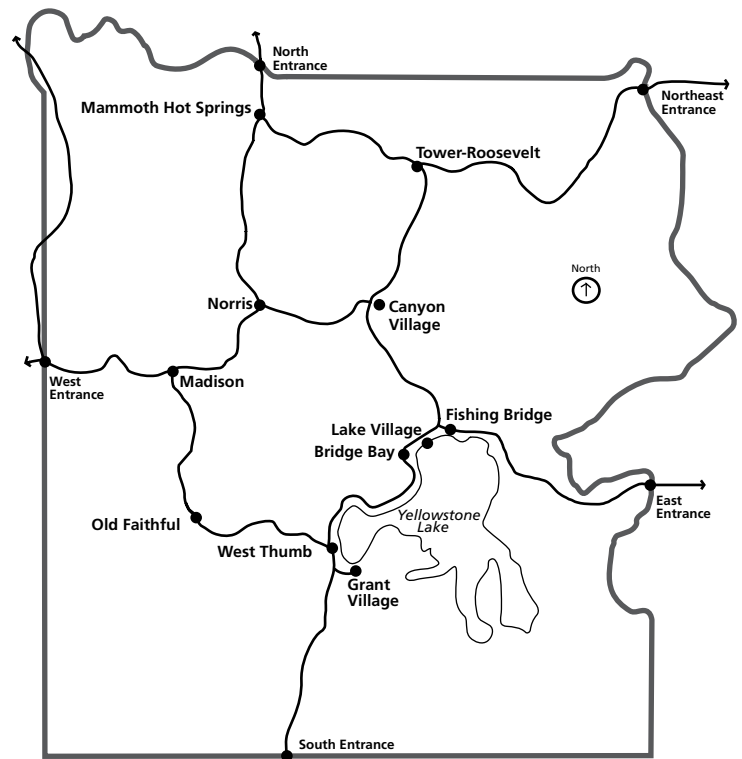 North
Entrance
Mammoth Hot Springs
Northeast
Entrance
Tower-Roosevelt
North
Norris
Canyon
Village
West
Entrance
Madison
Fishing Bridge
Lake Village
Bridge Bay
East
Entrance
Yellowstone
Lake
Old Faithful
West Thumb
Grant
Village
South Entrance